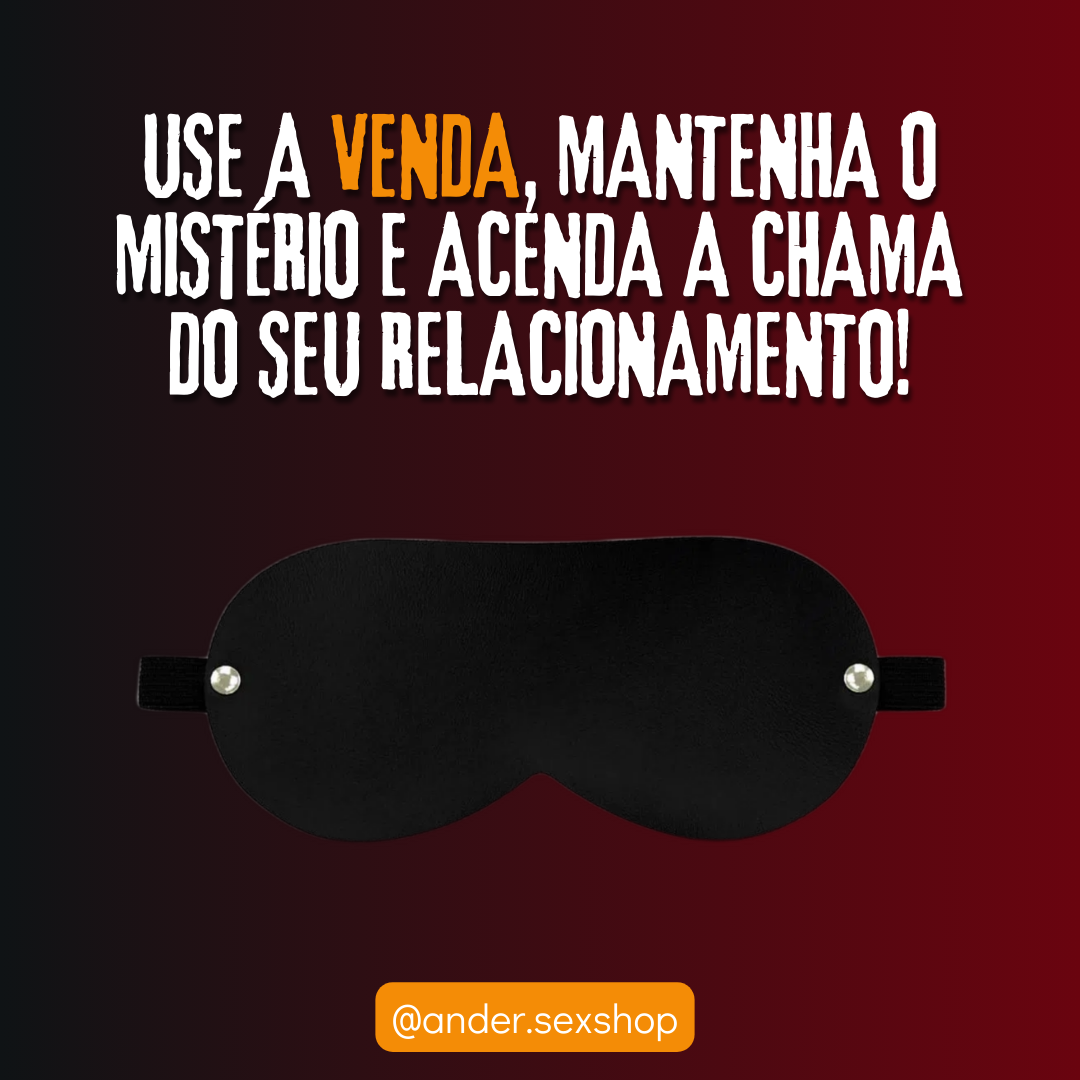 USE A VENDA, MANTENHA O
MISTÉRIO E ACENDA A CHAMA
DO SEU RELACIONAMENTO!
@ander.sexshop